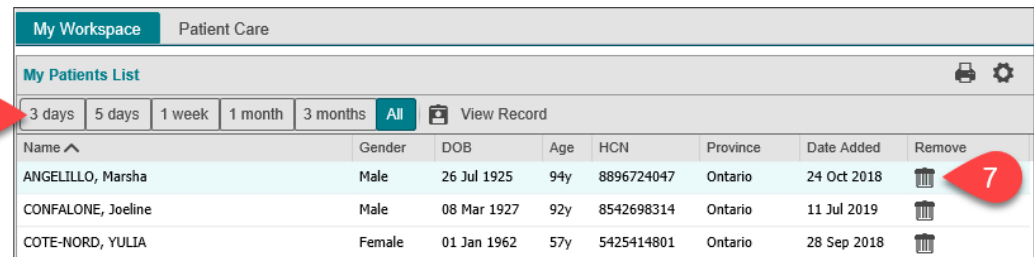 My Workspace Patient Care
My Patients List
3 days 5 days 1 week 1 month 3 months All View Record
Name Gender DOB Age HCN Province Date Added Remove
ANGELILLO, Marsha Male 26 Jul 1925 94y 8896724047 Ontario 24 Oct 2018 7
CONFALONE, Joeline Male 08 Mar 1927 92y 8542698314 Ontario 11 Jul 2019
COTE-NORD, YULIA Female 01 Jan 1962 57y 5425414801 Ontario 28 Sep 2018